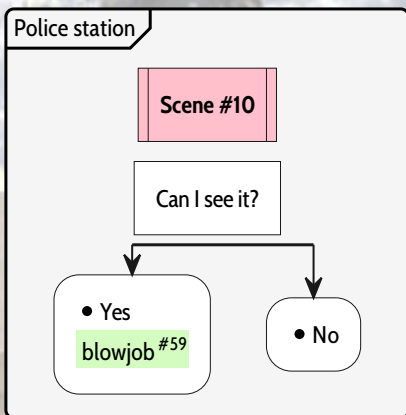 Police station
Scene #10
Can I see it?
• Yes
blowjob #59
• No